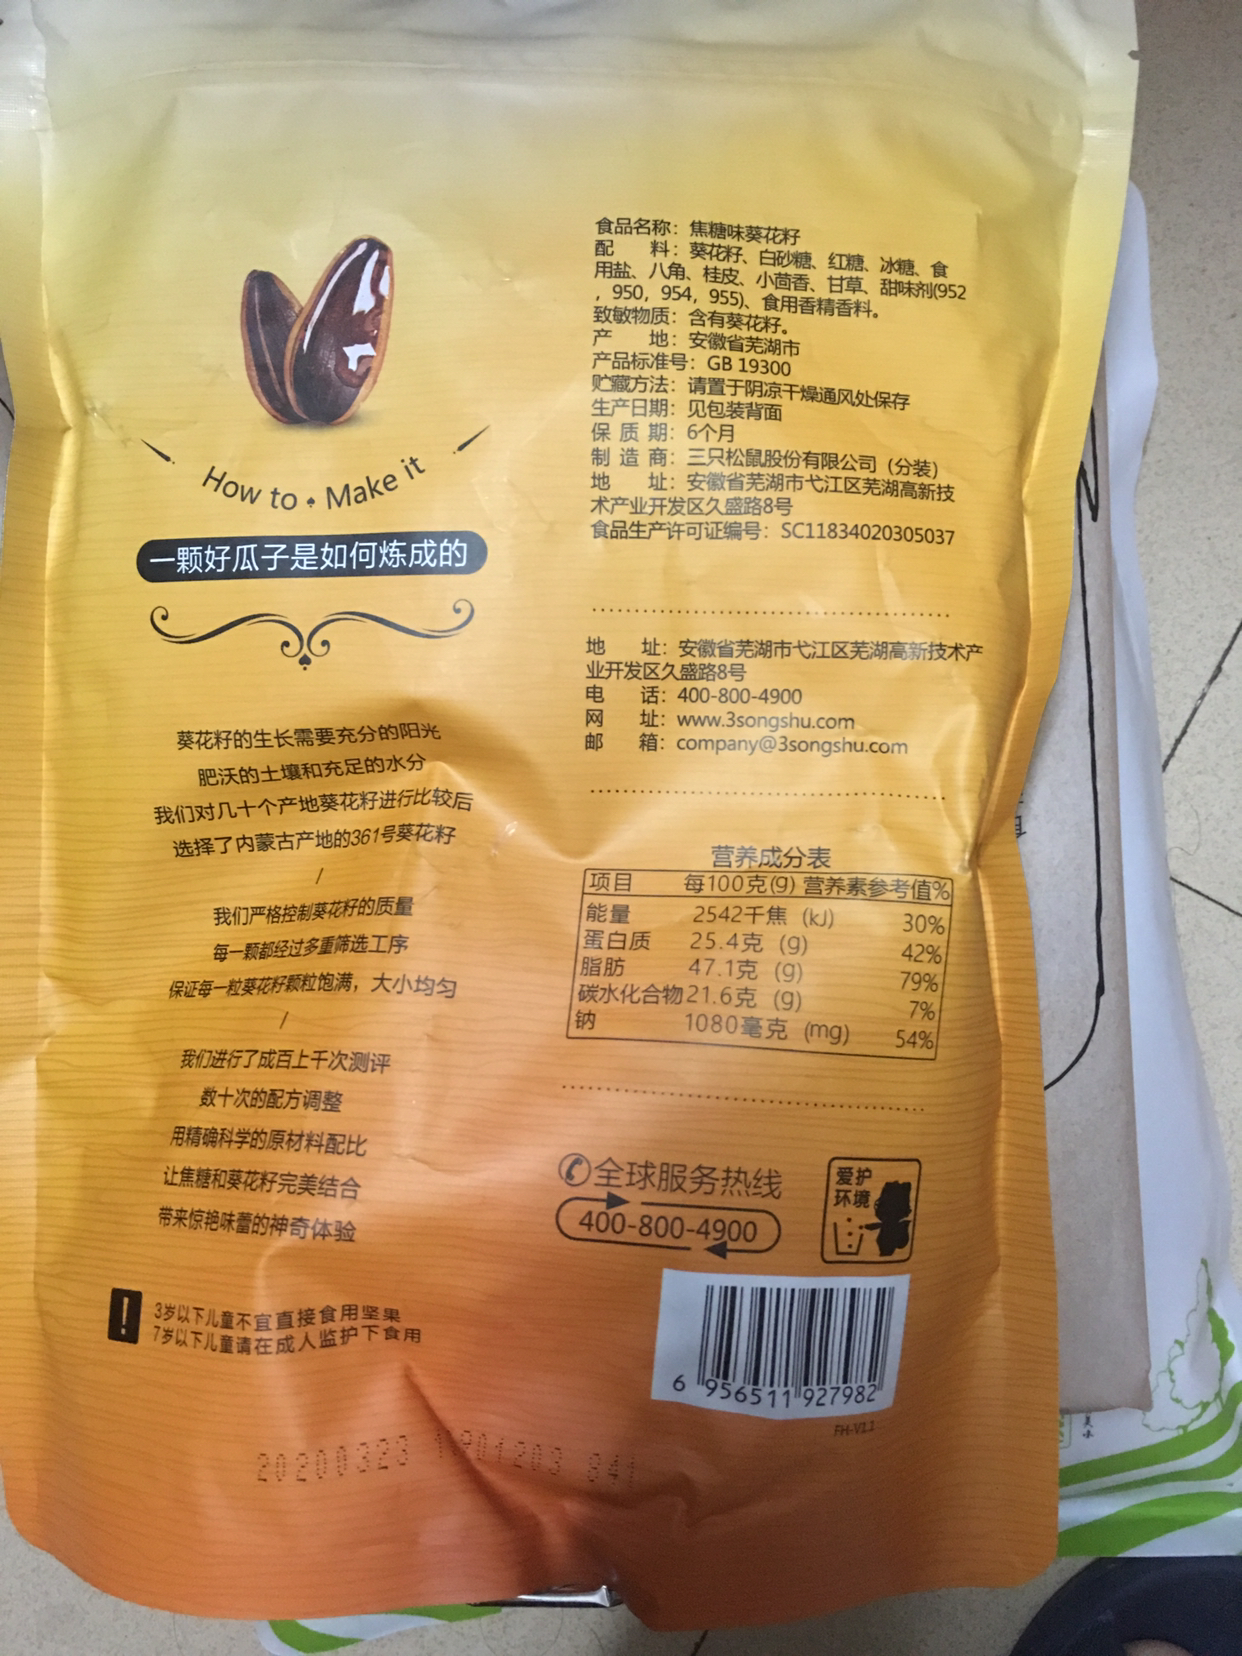 How to Make it
一颗好瓜子是如何炼成的
葵花籽的生长需要充分的阳光
肥沃的土壤和充足的水分
我们对几十个产地葵花籽进行比较后
选择了内蒙古产地的361号葵花籽
/
我们严格控制葵花籽的质量
每一颗都经过多重筛选工序
保证每一粒葵花籽颗粒饱满，大小均匀
/
我们进行了成百上千次测评
数十次的配方调整
用精确科学的原材料配比
让焦糖和葵花籽完美结合
带来惊艳味蕾的神奇体验
3岁以下儿童不宜直接食用坚果
7岁以下儿童请在成人监护下食用
食品名称：焦糖味葵花籽
配 料：葵花籽、白砂糖、红糖、冰糖、食
用盐、八角、桂皮、小茴香、甘草、甜味剂(952
，950，954，955)、食用香精香料。
致敏物质：含有葵花籽。
产 地：安徽省芜湖市
产品标准号：GB 19300
贮藏方法：请置于阴凉干燥通风处保存
生产日期：见包装背面
保 质 期：6个月
制 造 商：三只松鼠股份有限公司（分装）
地 址：安徽省芜湖市弋江区芜湖高新技
术产业开发区久盛路8号
食品生产许可证编号：SC11834020305037
地 址：安徽省芜湖市弋江区芜湖高新技术产
业开发区久盛路8号
电 话：400-800-4900
网 址：www.3songshu.com
邮 箱：company@3songshu.com
营养成分表
项目 每100克(g) 营养素参考值%
能量 2542千焦 (kJ) 30%
蛋白质 25.4克 (g) 42%
脂肪 47.1克 (g) 79%
碳水化合物 21.6克 (g) 7%
钠 1080毫克 (mg) 54%
全球服务热线
400-800-4900
爱护
环境
6 956511 927982
FH-V1.1
20200323